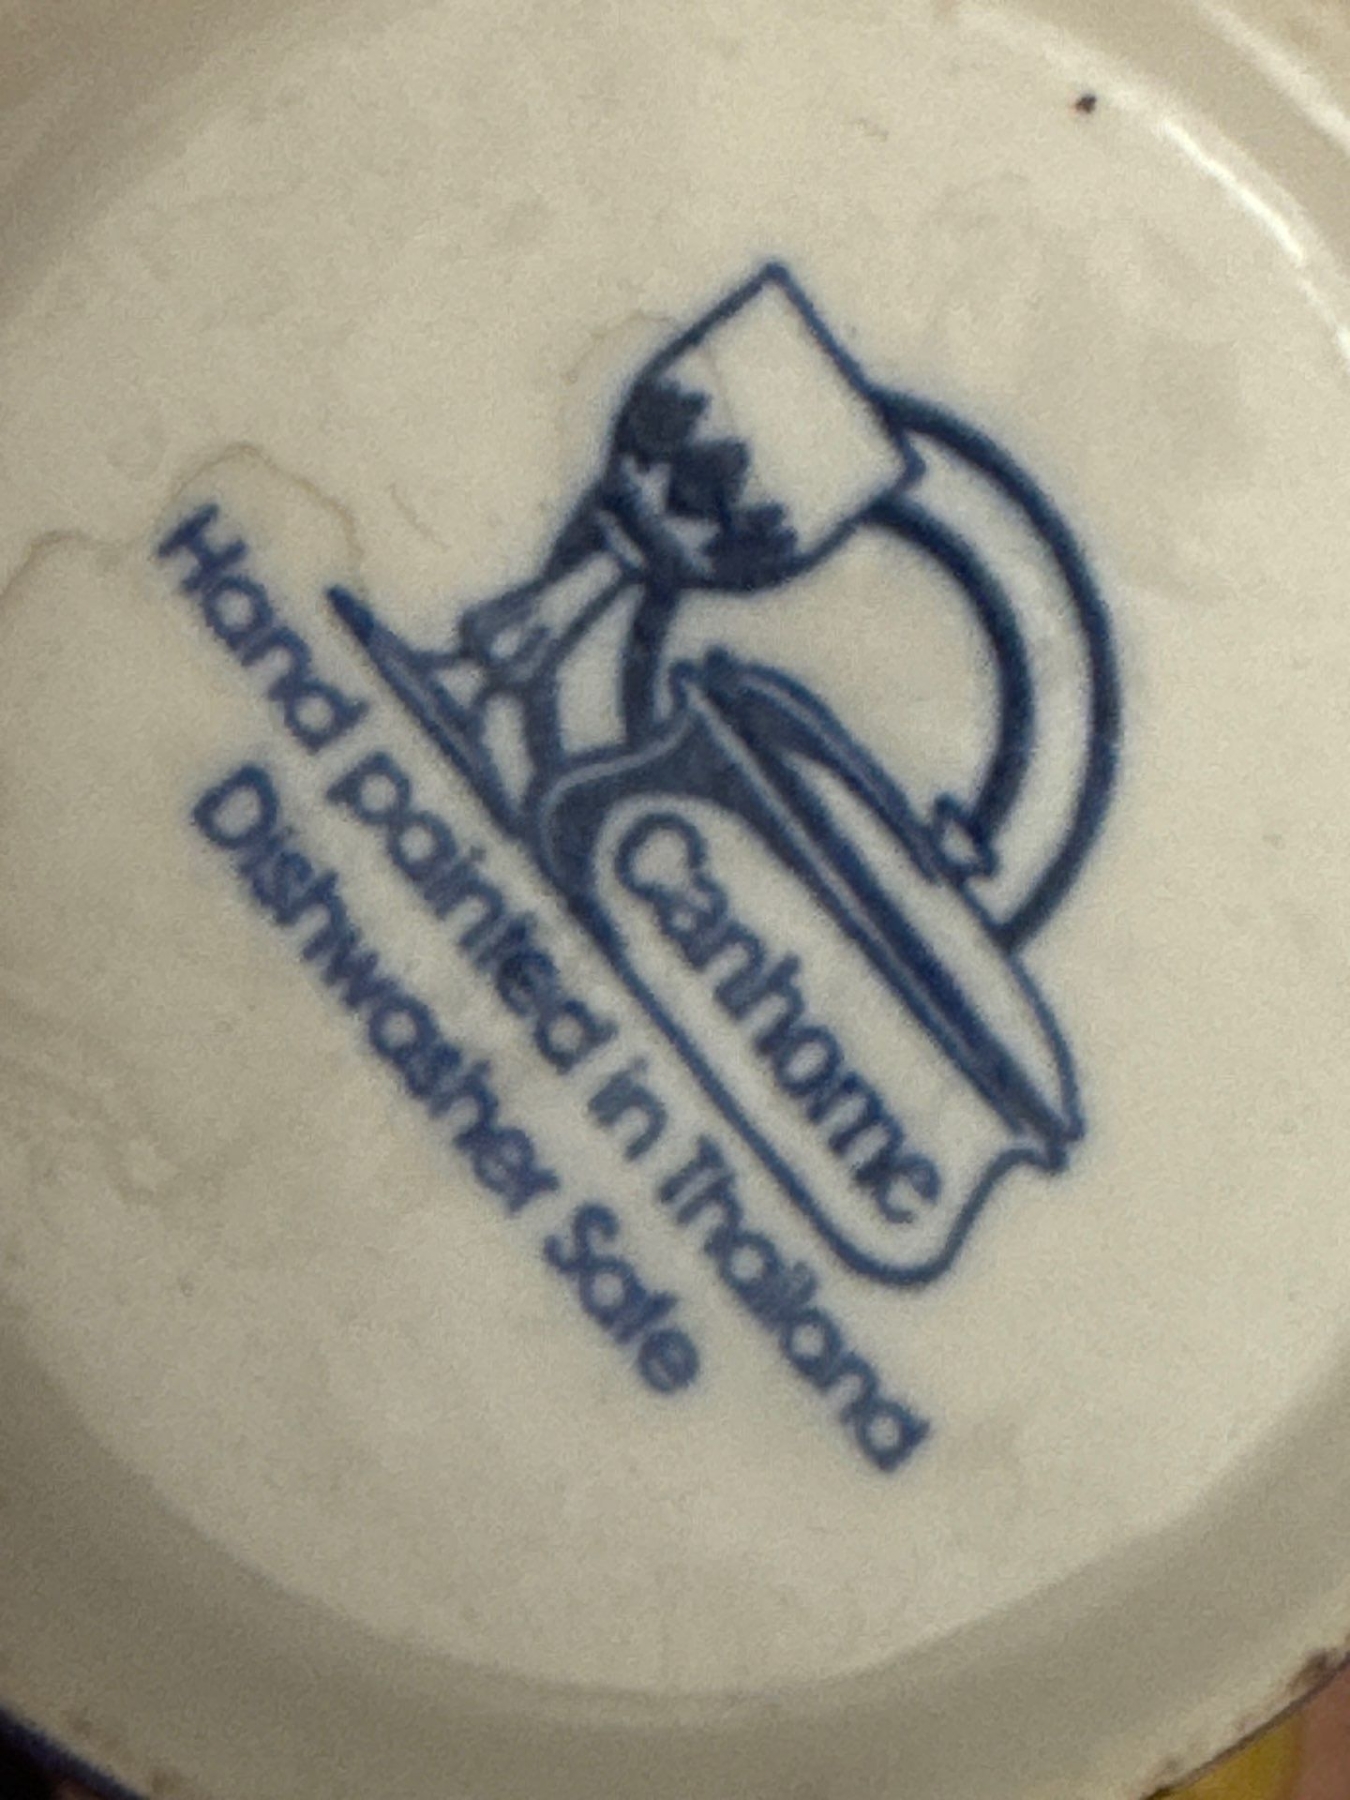 Canhome
Hand painted in Thailand
Dishwasher Safe